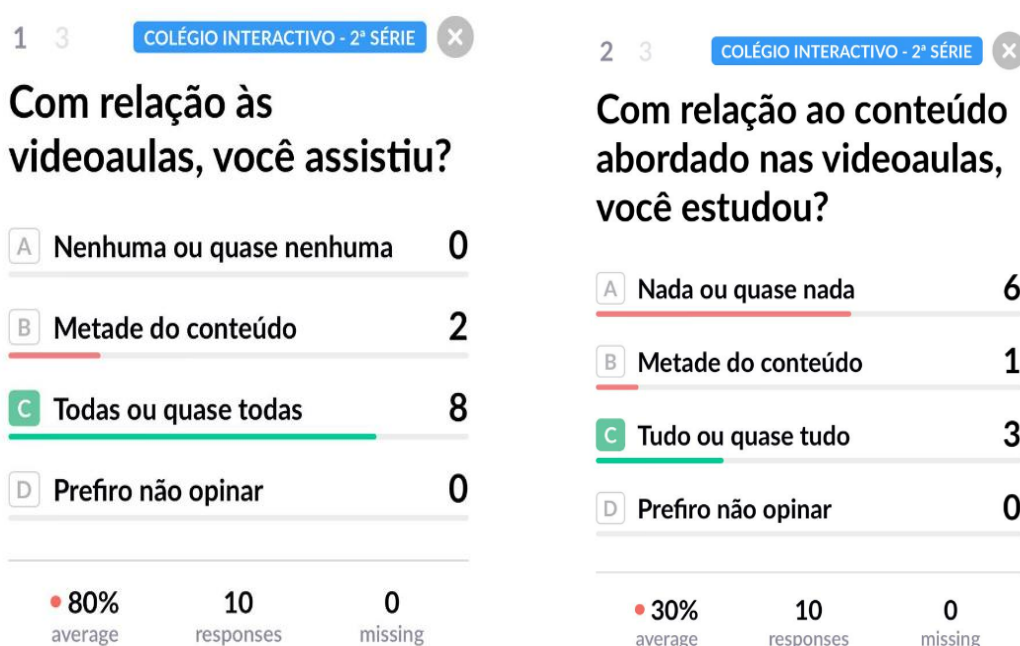 1 3 COLÉGIO INTERACTIVO - 2ª SÉRIE
Com relação às
videoaulas, você assistiu?
A Nenhuma ou quase nenhuma 0
B Metade do conteúdo 2
C Todas ou quase todas 8
D Prefiro não opinar 0
80% 10 0
average responses missing
2 3 COLÉGIO INTERACTIVO - 2ª SÉRIE
Com relação ao conteúdo
abordado nas videoaulas,
você estudou?
A Nada ou quase nada 6
B Metade do conteúdo 1
C Tudo ou quase tudo 3
D Prefiro não opinar 0
30% 10 0
average responses missing